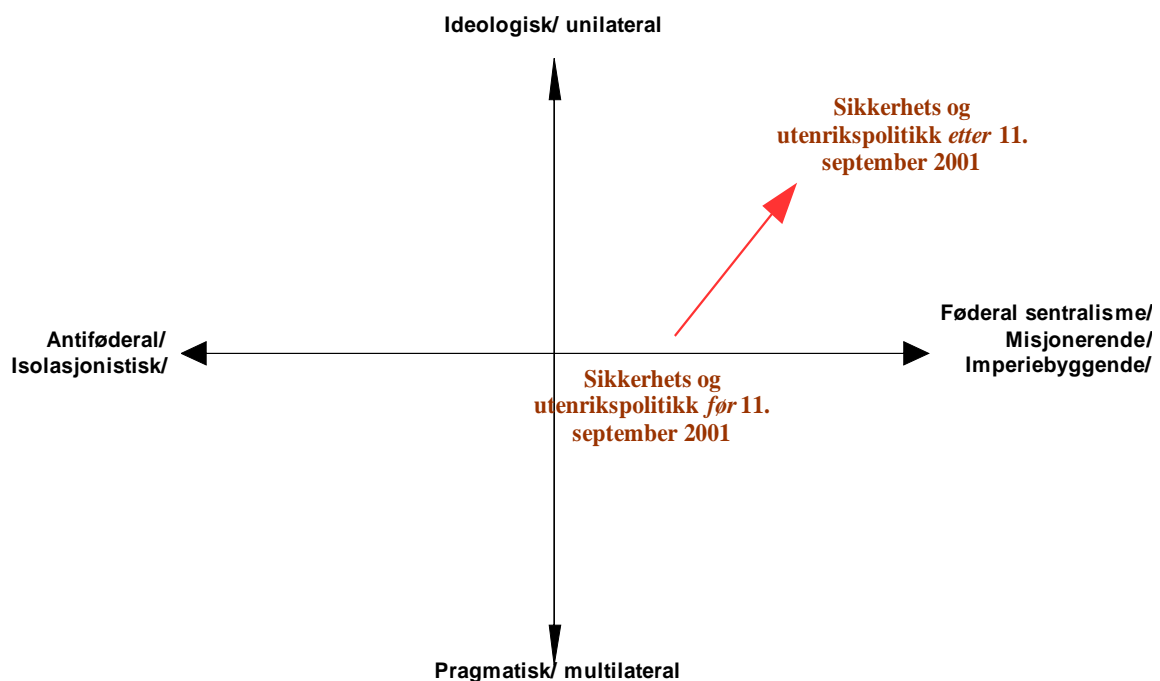 Ideologisk/ unilateral
Sikkerhets og
utenrikspolitikk etter 11.
september 2001
Føderal sentralisme/
Misjonerende/
Imperiebyggende/
Antiføderal/
Isolasjonistisk/
Sikkerhets og
utenrikspolitikk før 11.
september 2001
Pragmatisk/ multilateral